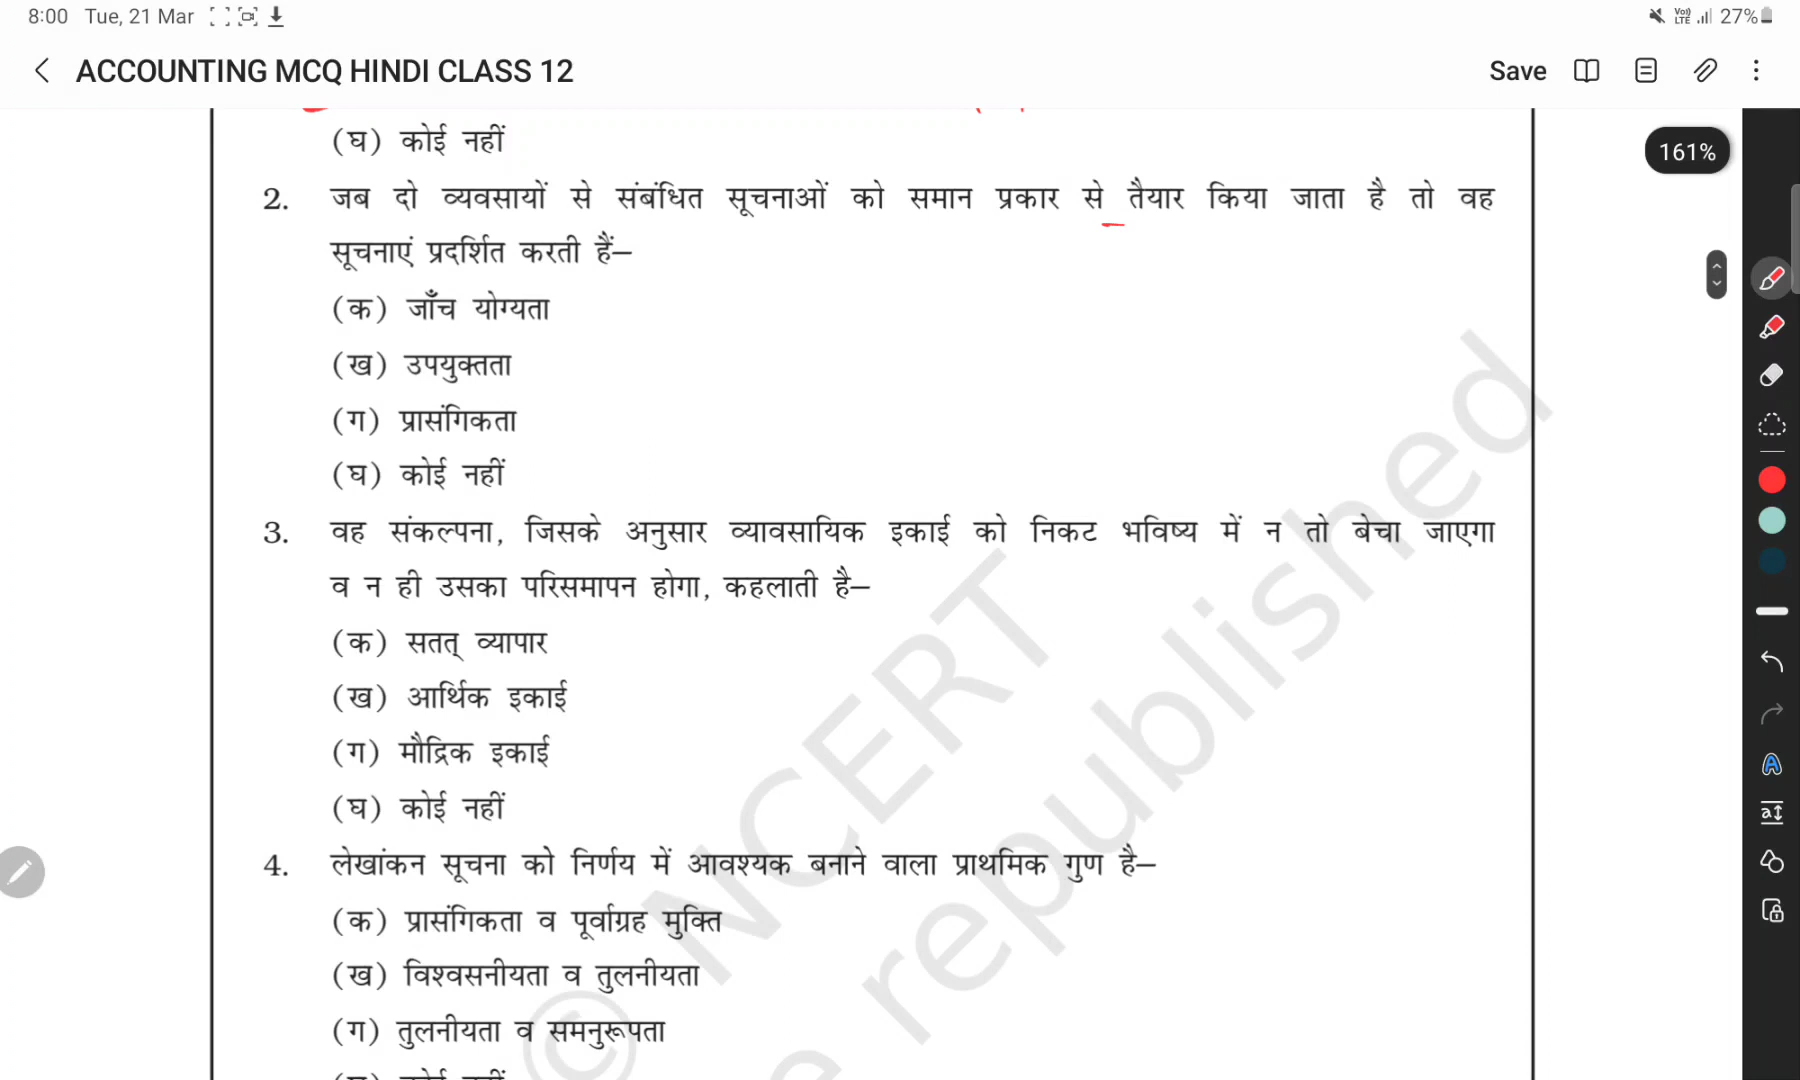 8:00 Tue, 21 Mar
27%
ACCOUNTING MCQ HINDI CLASS 12
Save
161%
(घ) कोई नहीं
2. जब दो व्यवसायों से संबंधित सूचनाओं को समान प्रकार से तैयार किया जाता है तो वह
सूचनाएं प्रदर्शित करती हैं–
(क) जाँच योग्यता
(ख) उपयुक्तता
(ग) प्रासंगिकता
(घ) कोई नहीं
3. वह संकल्पना, जिसके अनुसार व्यावसायिक इकाई को निकट भविष्य में न तो बेचा जाएगा
व न ही उसका परिसमापन होगा, कहलाती है–
(क) सतत् व्यापार
(ख) आर्थिक इकाई
(ग) मौद्रिक इकाई
(घ) कोई नहीं
4. लेखांकन सूचना को निर्णय में आवश्यक बनाने वाला प्राथमिक गुण है–
(क) प्रासंगिकता व पूर्वाग्रह मुक्ति
(ख) विश्वसनीयता व तुलनीयता
(ग) तुलनीयता व समनुरूपता
© NCERT
republished